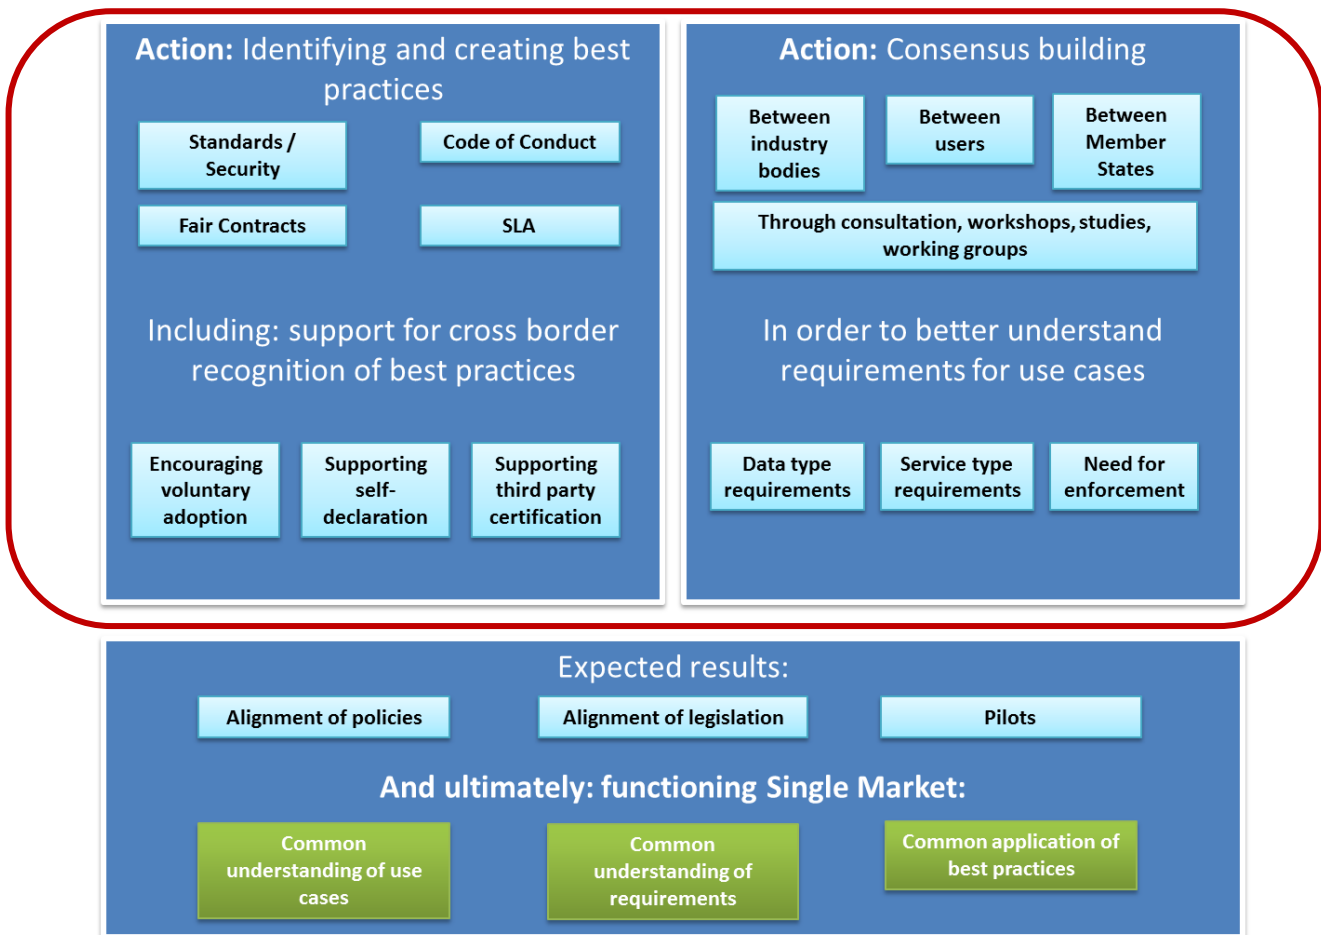 Action: Identifying and creating best
practices
Standards /
Security
Code of Conduct
Fair Contracts
SLA
Including: support for cross border
recognition of best practices
Encouraging
voluntary
adoption
Supporting
self-
declaration
Supporting
third party
certification
Action: Consensus building
Between
industry
bodies
Between
users
Between
Member
States
Through consultation, workshops, studies,
working groups
In order to better understand
requirements for use cases
Data type
requirements
Service type
requirements
Need for
enforcement
Expected results:
Alignment of policies
Alignment of legislation
Pilots
And ultimately: functioning Single Market:
Common
understanding of use
cases
Common
understanding of
requirements
Common application of
best practices